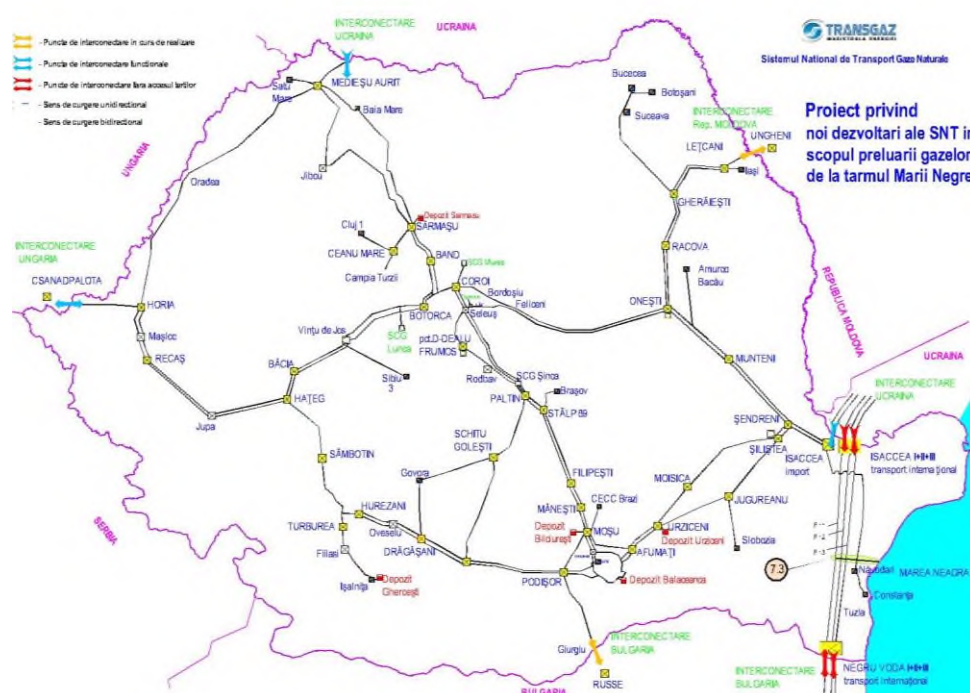 INTERCONECTARE
UCRAINA
UCRAINA
TRANSGAZ
Sistemul National de Transport Gaze Naturale
- Puncte de interconectare in curs de realizare
- Puncte de interconectare functionale
- Puncte de interconectare fara accesul tertilor
- Sens de curgere unidirectional
- Sens de curgere bidirectional
Proiect privind
noi dezvoltari ale SNT in
scopul preluarii gazelor
de la tarmul Marii Negre
Satu
Mare
MEDIEŞU AURIT
Baia Mare
Bucecea
Botoşani
Suceava
INTERCONECTARE
Rep. MOLDOVA
UNGHENI
LEŢCANI
Iaşi
UNGARIA
Oradea
Jibou
GHERĂIEŞTI
Cluj 1
Depozit Sarmasu
SĂRMAŞU
CEANU MARE
BAND
Campia Turzii
RACOVA
INTERCONECTARE
UNGARIA
CSANADPALOTA
COROI
Bordoşiu
Feliceni
Amurco
Bacău
REPUBLICA MOLDOVA
HORIA
BOTORCA
Seleuş
ONEŞTI
Maşloc
Vinţu de Jos
SCG
Lunca
pct.D-DEALU
FRUMOS
RECAŞ
BĂCIA
Sibiu
3
Rodbav
SCG Şinca
MUNTENI
UCRAINA
INTERCONECTARE
UCRAINA
HAŢEG
PALTIN
Braşov
STÂLP 89
Jupa
ŞENDRENI
SCHITU
GOLEŞTI
SÂMBOTIN
Govora
FILIPEŞTI
ŞILIŞTEA
ISACCEA
import
ISACCEA I+II+III
transport international
MOISICA
JUGUREANU
SERBIA
HUREZANI
MĂNEŞTI
CECC Brazi
TURBUREA
Oveselu
Depozit
Bilciureşti
MOŞU
URZICENI
Depozit Urziceni
Slobozia
Filiasi
DRĂGĂŞANI
AFUMAŢI
Işalniţa
Depozit
Ghercesti
PODIŞOR
Depozit Balaceanca
7.3
Năvodari
MAREA NEAGRA
Constanţa
Tuzla
Giurgiu
INTERCONECTARE
BULGARIA
RUSSE
BULGARIA
INTERCONECTARE
BULGARIA
NEGRU VODA I+II+III
transport international